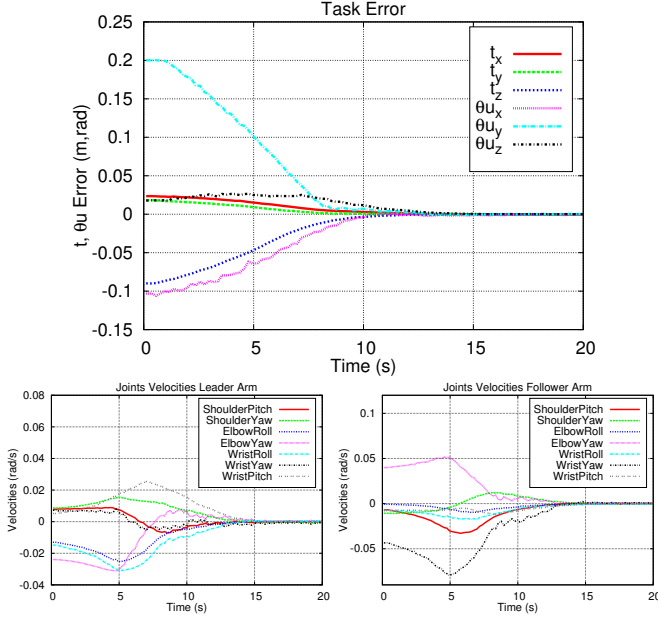 Task Error
0.25
0.2
0.15
0.1
0.05
0
-0.05
-0.1
-0.15
t, θu Error (m,rad)
t_x
t_y
t_z
θu_x
θu_y
θu_z
0 5 10 15 20
Time (s)
Joints Velocities Leader Arm
0.08
0.06
0.04
0.02
0
-0.02
-0.04
Velocities (rad/s)
ShoulderPitch
ShoulderYaw
ElbowRoll
ElbowYaw
WristRoll
WristYaw
WristPitch
0 5 10 15 20
Time (s)
Joints Velocities Follower Arm
0.1
0.05
0
-0.05
Velocities (rad/s)
ShoulderPitch
ShoulderYaw
ElbowRoll
ElbowYaw
WristRoll
WristYaw
WristPitch
0 5 10 15 20
Time (s)